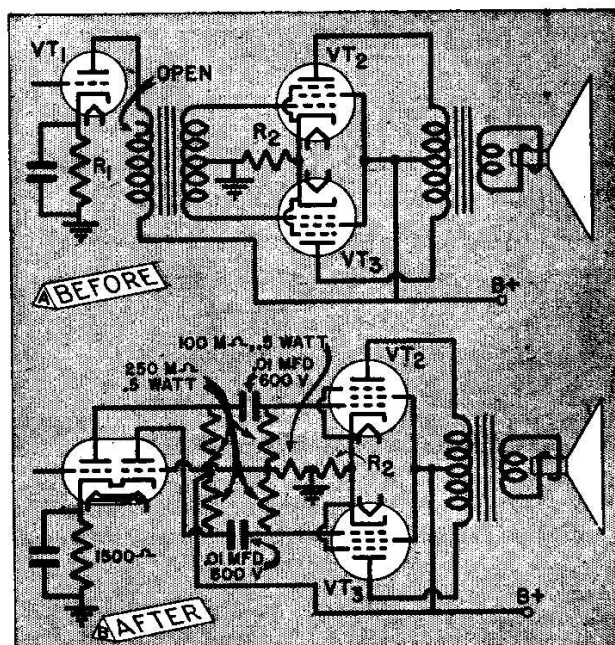 VT1
OPEN
VT2
R2
R1
VT3
B+
A BEFORE
100 MΩ, .5 WATT
250 MΩ
.5 WATT
.01 MFD
600 V
VT2
R2
1500Ω
.01 MFD
600 V
VT3
B+
B AFTER